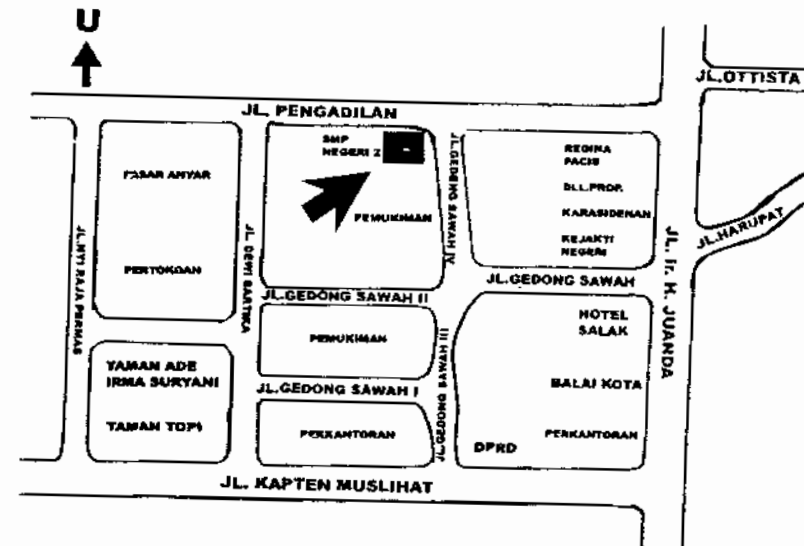 U
JL.OTTISTA
JL. PENGADILAN
SMP
NEGERI 2
JL.GEDONG SAWAH IV
REGINA
PACIS
PASAR ANYAR
DLL.PROP.
PEMUKIMAN
KARASIDENAN
JL.HARUPAT
KEJAKTI
NEGERI
JL.NYI RAJA PERMAS
JL. DEWI SARTIKA
JL. Ir. H. JUANDA
PERTOKOAN
JL.GEDONG SAWAH
JL.GEDONG SAWAH II
HOTEL
SALAK
PEMUKIMAN
JL.GEDONG SAWAH III
TAMAN ADE
IRMA SURYANI
BALAI KOTA
JL.GEDONG SAWAH I
TAMAN TOPI
PERKANTORAN
PERKANTORAN
DPRD
JL. KAPTEN MUSLIHAT